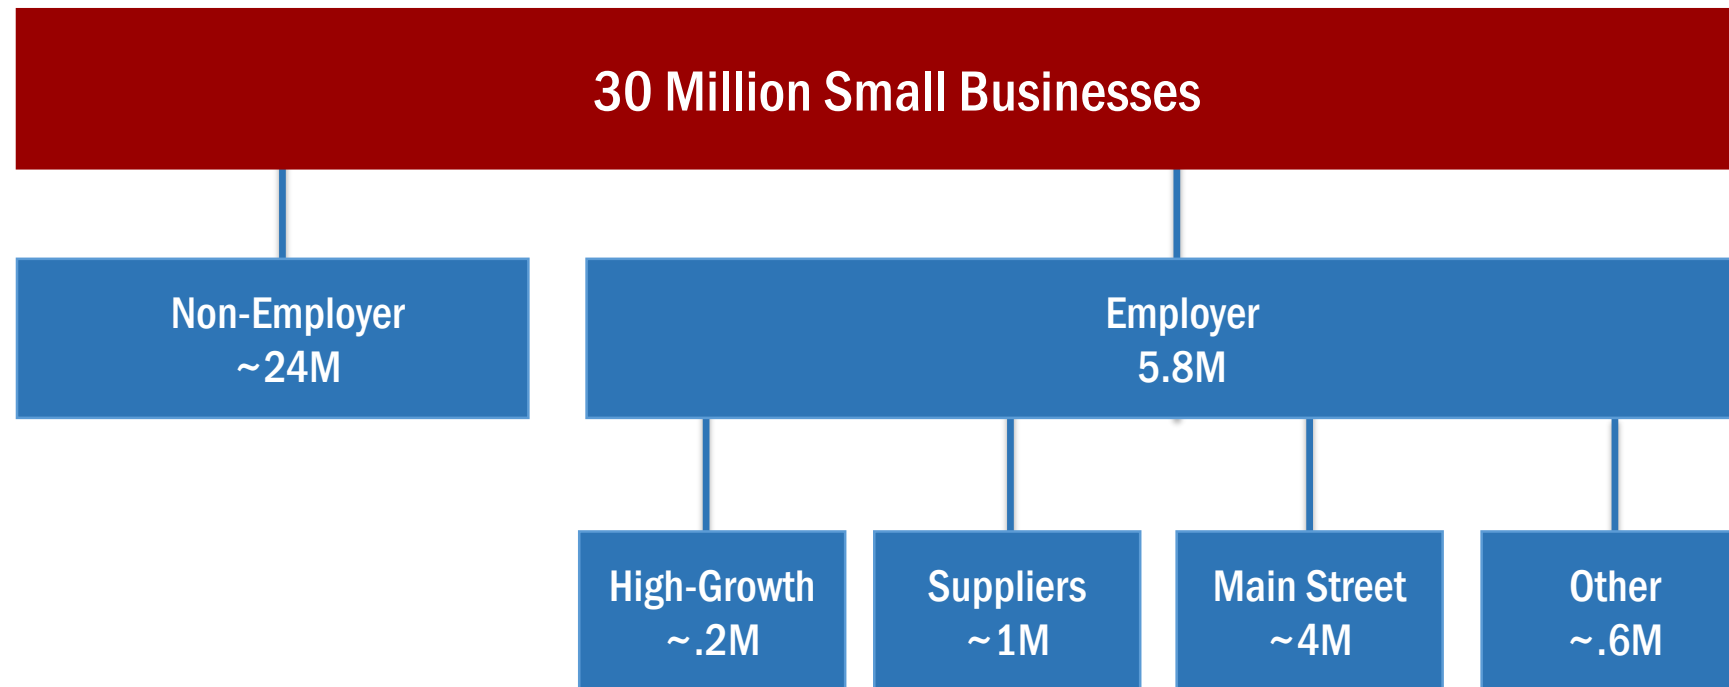 30 Million Small Businesses
Non-Employer
~24M
Employer
5.8M
High-Growth
~.2M
Suppliers
~1M
Main Street
~4M
Other
~.6M